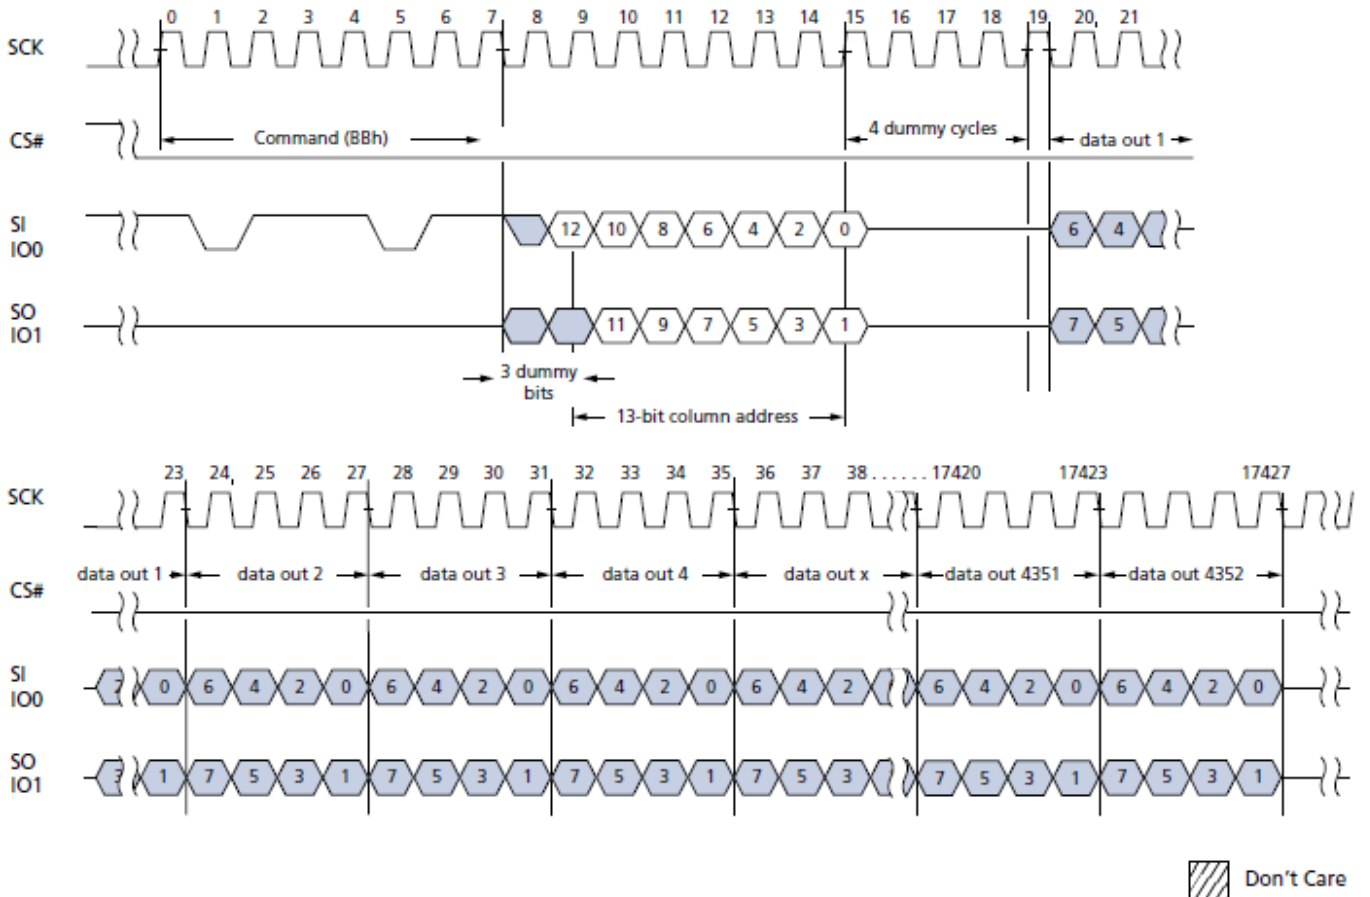 0 1 2 3 4 5 6 7 8 9 10 11 12 13 14 15 16 17 18 19 20 21
SCK
4 dummy cycles
CS# Command (BBh) data out 1
SI
IO0
12 10 8 6 4 2 0 6 4
SO
IO1
11 9 7 5 3 1 7 5
3 dummy
bits
13-bit column address
23 24 25 26 27 28 29 30 31 32 33 34 35 36 37 38 ...... 17420 17423 17427
SCK
data out 1 data out 2 data out 3 data out 4 data out x data out 4351 data out 4352
CS#
SI
IO0
2 0 6 4 2 0 6 4 2 0 6 4 2 0 6 4 2 6 4 2 0 6 4 2 0
SO
IO1
3 1 7 5 3 1 7 5 3 1 7 5 3 1 7 5 3 7 5 3 1 7 5 3 1
Don't Care